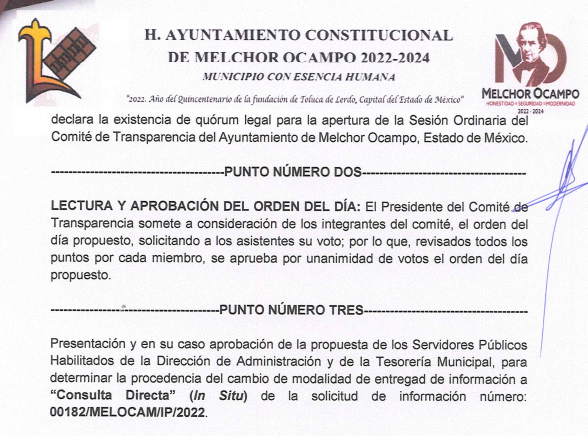 H. AYUNTAMIENTO CONSTITUCIONAL
DE MELCHOR OCAMPO 2022-2024
MUNICIPIO CON ESENCIA HUMANA
"2022. Año del Quincentenario de la fundación de Toluca de Lerdo, Capital del Estado de México"
MO
MELCHOR OCAMPO
HONESTIDAD • SEGURIDAD • MODERNIDAD
2022 - 2024
declara la existencia de quórum legal para la apertura de la Sesión Ordinaria del
Comité de Transparencia del Ayuntamiento de Melchor Ocampo, Estado de México.
----------------------------------------PUNTO NÚMERO DOS--------------------------------------
LECTURA Y APROBACIÓN DEL ORDEN DEL DÍA: El Presidente del Comité de
Transparencia somete a consideración de los integrantes del comité, el orden del
día propuesto, solicitando a los asistentes su voto; por lo que, revisados todos los
puntos por cada miembro, se aprueba por unanimidad de votos el orden del día
propuesto.
---------------------------------------PUNTO NÚMERO TRES--------------------------------------
Presentación y en su caso aprobación de la propuesta de los Servidores Públicos
Habilitados de la Dirección de Administración y de la Tesorería Municipal, para
determinar la procedencia del cambio de modalidad de entregad de información a
"Consulta Directa" (In Situ) de la solicitud de información número:
00182/MELOCAM/IP/2022.